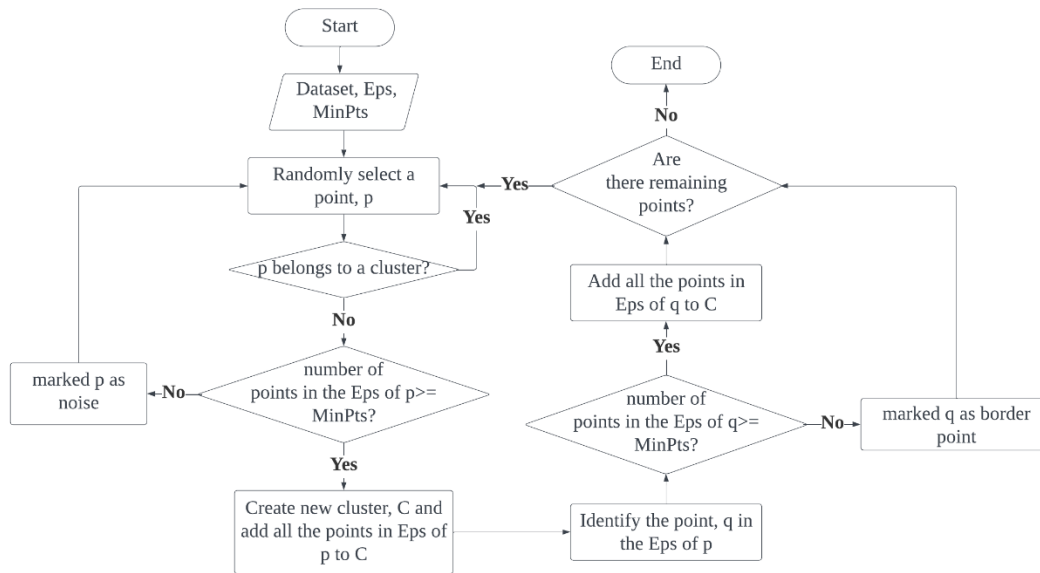 Start
Dataset, Eps,
MinPts
Randomly select a
point, p
p belongs to a cluster?
Yes
No
number of
points in the Eps of p>=
MinPts?
No
marked p as
noise
Yes
Create new cluster, C and
add all the points in Eps of
p to C
Identify the point, q in
the Eps of p
number of
points in the Eps of q>=
MinPts?
No
marked q as border
point
Yes
Add all the points in
Eps of q to C
Are
there remaining
points?
Yes
No
End